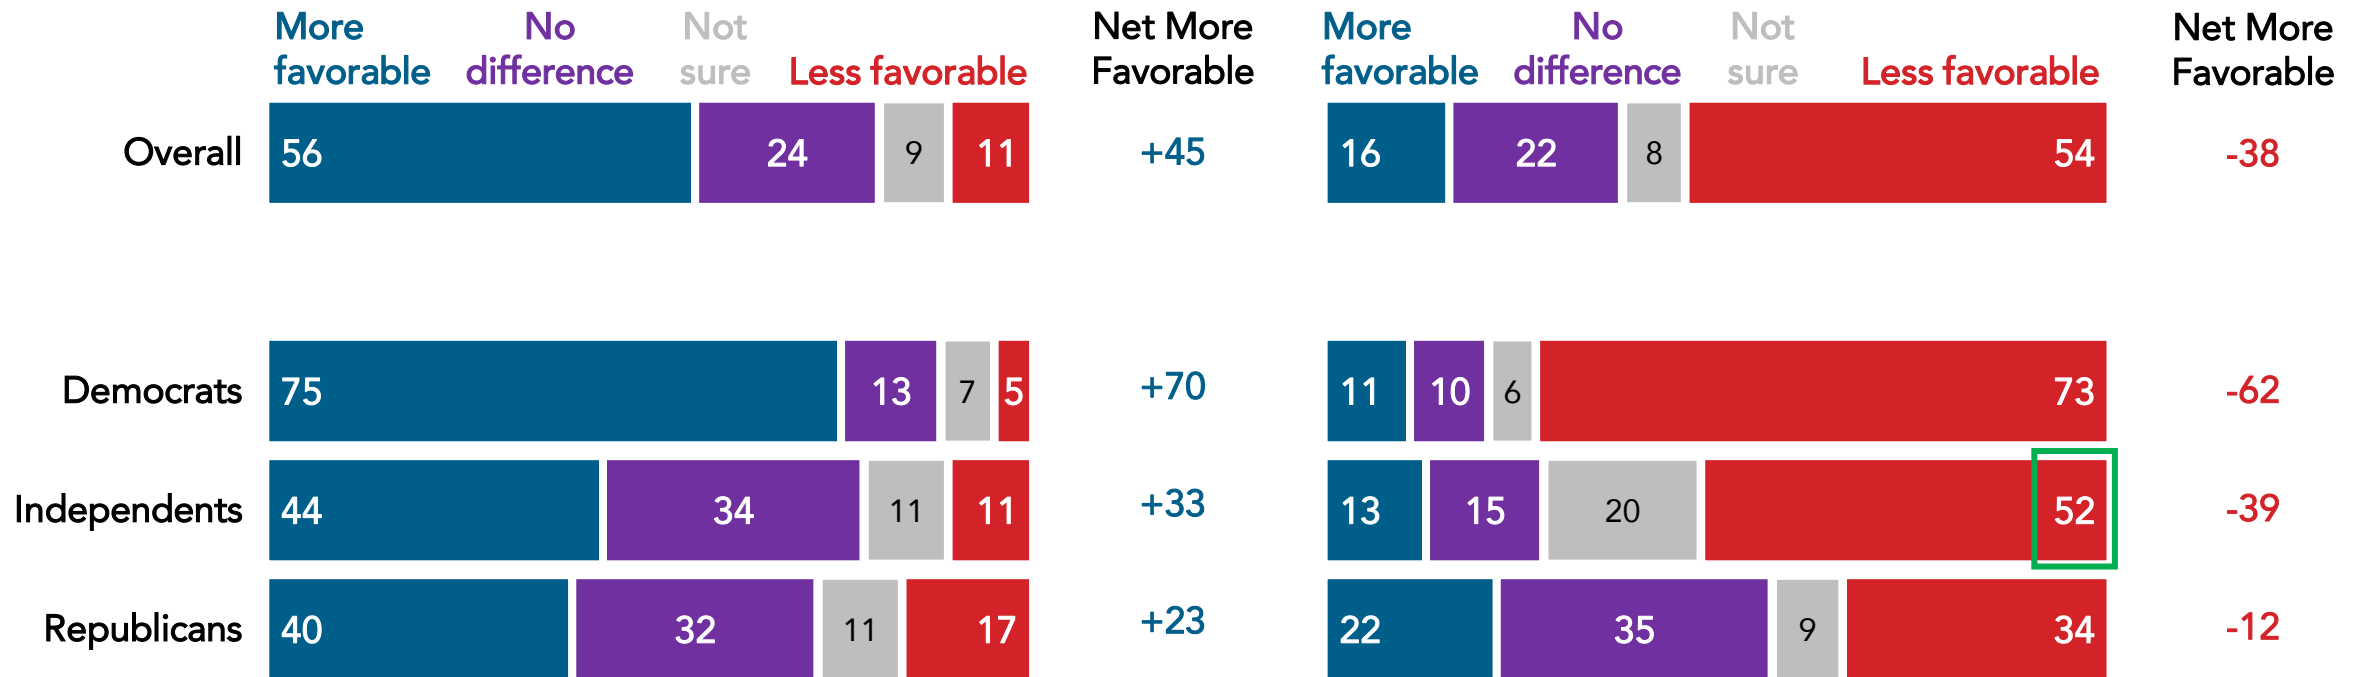 More No Not Net More More No Not Net More
favorable difference sure Less favorable Favorable favorable difference sure Less favorable Favorable
Overall 56 24 9 11 +45 16 22 8 54 -38
Democrats 75 13 7 5 +70 11 10 6 73 -62
Independents 44 34 11 11 +33 13 15 20 52 -39
Republicans 40 32 11 17 +23 22 35 9 34 -12